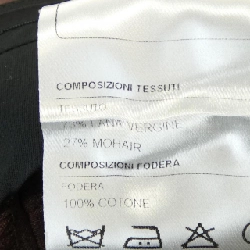 COMPOSIZIONI TESSUTI
TESSUTO
73% LANA VERGINE
27% MOHAIR
COMPOSIZIONI FODERA
FODERA
100% COTONE